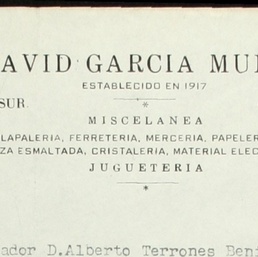 AVID GARCIA MU
ESTABLECIDO EN 1917
SUR.
MISCELANEA
LAPALERIA, FERRETERIA, MERCERIA, PAPELER
ZA ESMALTADA, CRISTALERIA, MATERIAL ELEC
JUGUETERIA
ador D.Alberto Terrones Beni